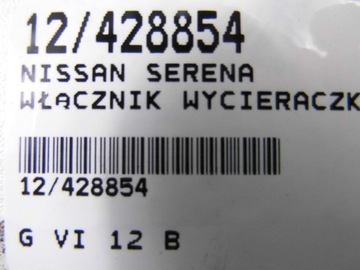 12/428854
NISSAN SERENA
WŁĄCZNIK WYCIERACZK
12/428854
G VI 12 B